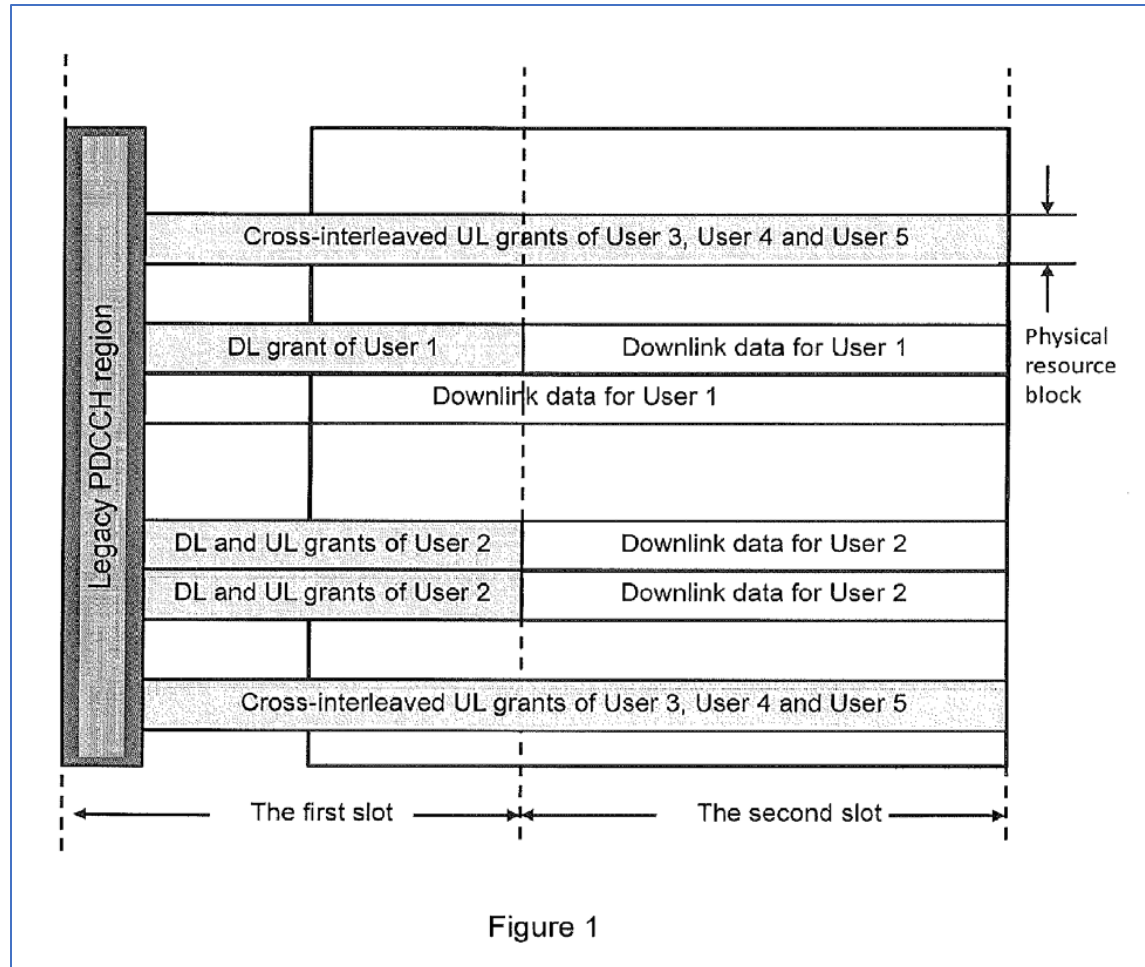 Legacy PDCCH region
Cross-interleaved UL grants of User 3, User 4 and User 5
DL grant of User 1
Downlink data for User 1
Downlink data for User 1
Physical
resource
block
DL and UL grants of User 2
Downlink data for User 2
DL and UL grants of User 2
Downlink data for User 2
Cross-interleaved UL grants of User 3, User 4 and User 5
The first slot
The second slot
Figure 1